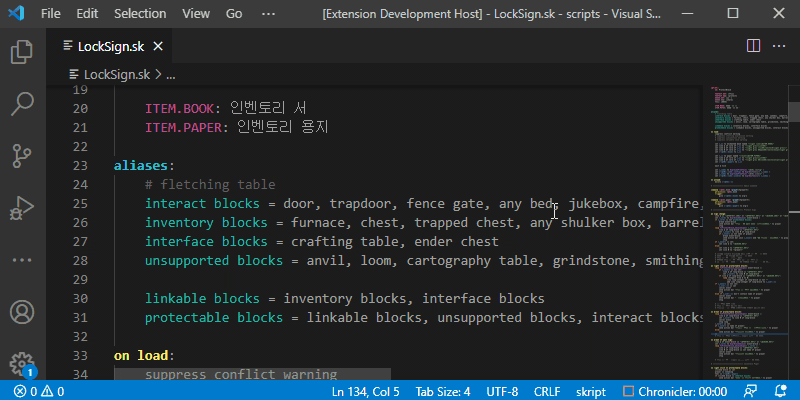 File Edit Selection View Go ··· [Extension Development Host] - LockSign.sk - scripts - Visual S...
LockSign.sk
LockSign.sk > ...
19
20 ITEM.BOOK: 인벤토리 서
21 ITEM.PAPER: 인벤토리 용지
22
23 aliases:
24 # fletching table
25 interact blocks = door, trapdoor, fence gate, any bed, jukebox, campfire,
26 inventory blocks = furnace, chest, trapped chest, any shulker box, barrel
27 interface blocks = crafting table, ender chest
28 unsupported blocks = anvil, loom, cartography table, grindstone, smithing
29
30 linkable blocks = inventory blocks, interface blocks
31 protectable blocks = linkable blocks, unsupported blocks, interact blocks
32
33 on load:
34 suppress conflict warning
1
0 0 Ln 134, Col 5 Tab Size: 4 UTF-8 CRLF skript Chronicler: 00:00